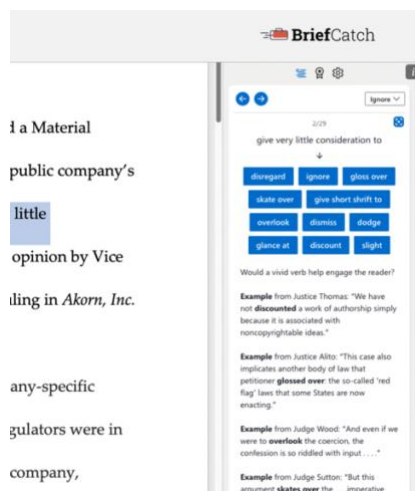 BriefCatch
d a Material
public company's
little
opinion by Vice
ling in Akorn, Inc.
any-specific
gulators were in
company,
Ignore
2/29
give very little consideration to
disregard ignore gloss over
skate over give short shrift to
overlook dismiss dodge
glance at discount slight
Would a vivid verb help engage the reader?
Example from Justice Thomas: "We have
not discounted a work of authorship simply
because it is associated with
noncopyrightable ideas."
Example from Justice Alito: "This case also
implicates another body of law that
petitioner glossed over: the so-called 'red
flag' laws that some States are now
enacting."
Example from Judge Wood: "And even if we
were to overlook the coercion, the
confession is so riddled with input . . . ."
Example from Judge Sutton: "But this
argument skates over the ... imperative